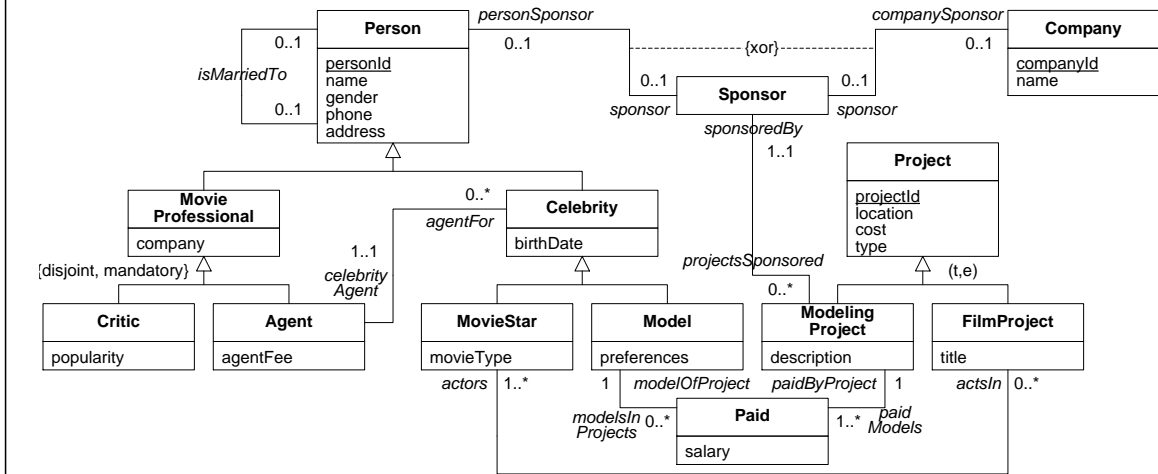 personSponsor
companySponsor
Person
Company
0..1
0..1
{xor}
0..1
personId
name
gender
phone
address
companyId
name
isMarriedTo
0..1
0..1
0..1
sponsor
Sponsor
sponsor
sponsoredBy
1..1
Project
projectId
location
cost
type
Movie
Professional
company
0..*
agentFor
Celebrity
birthDate
1..1
celebrity
Agent
{disjoint, mandatory}
projectsSponsored
0..*
(t,e)
Critic
popularity
Agent
agentFee
MovieStar
movieType
Model
preferences
Modeling
Project
description
FilmProject
title
actors
1..*
1
modelOfProject
paidByProject
1
actsIn
0..*
modelsIn
Projects
0..*
Paid
salary
1..*
paid
Models